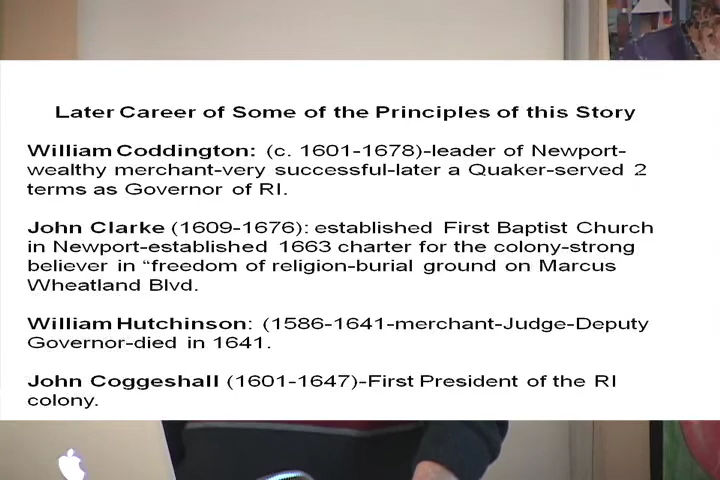 Later Career of Some of the Principles of this Story
William Coddington: (c. 1601-1678)-leader of Newport-
wealthy merchant-very successful-later a Quaker-served 2
terms as Governor of RI.
John Clarke (1609-1676): established First Baptist Church
in Newport-established 1663 charter for the colony-strong
believer in “freedom of religion-burial ground on Marcus
Wheatland Blvd.
William Hutchinson: (1586-1641-merchant-Judge-Deputy
Governor-died in 1641.
John Coggeshall (1601-1647)-First President of the RI
colony.